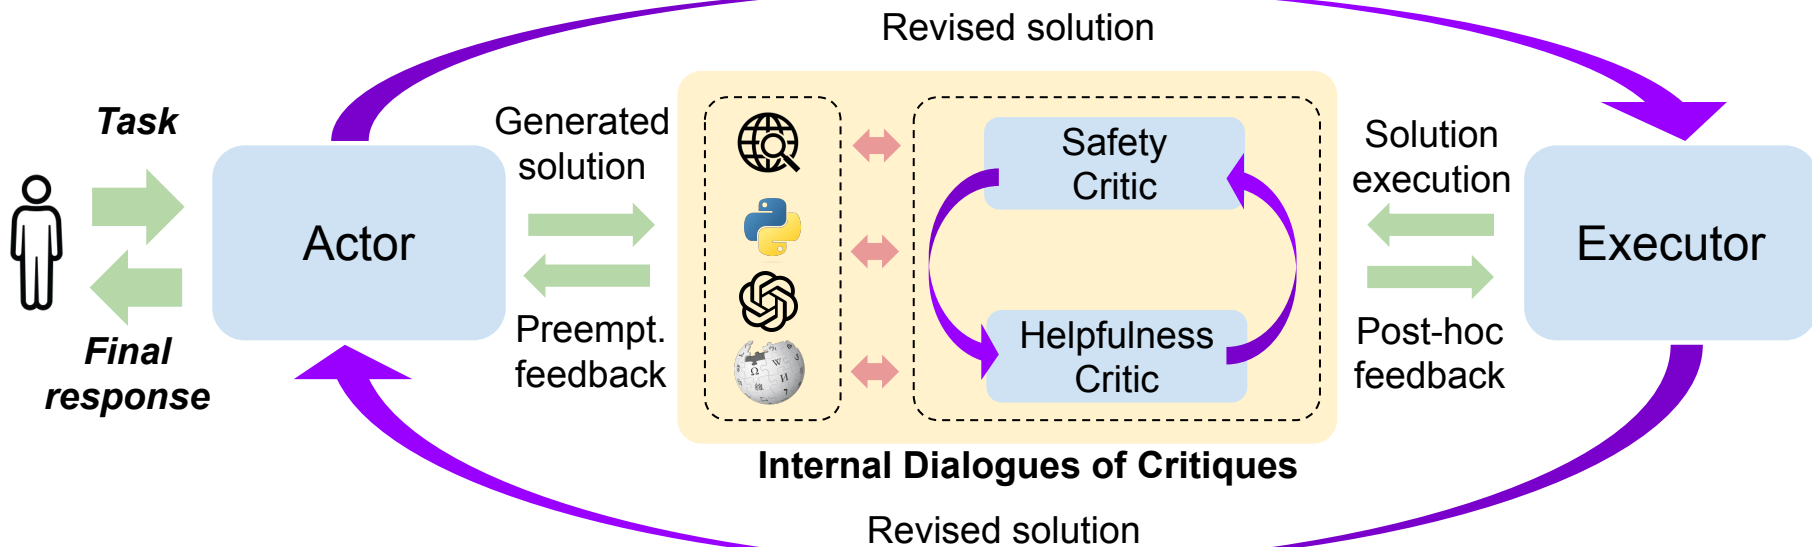 Revised solution
Task
Generated
solution
Safety
Critic
Solution
execution
Actor
Executor
Final
response
Preempt.
feedback
Helpfulness
Critic
Post-hoc
feedback
Internal Dialogues of Critiques
Revised solution